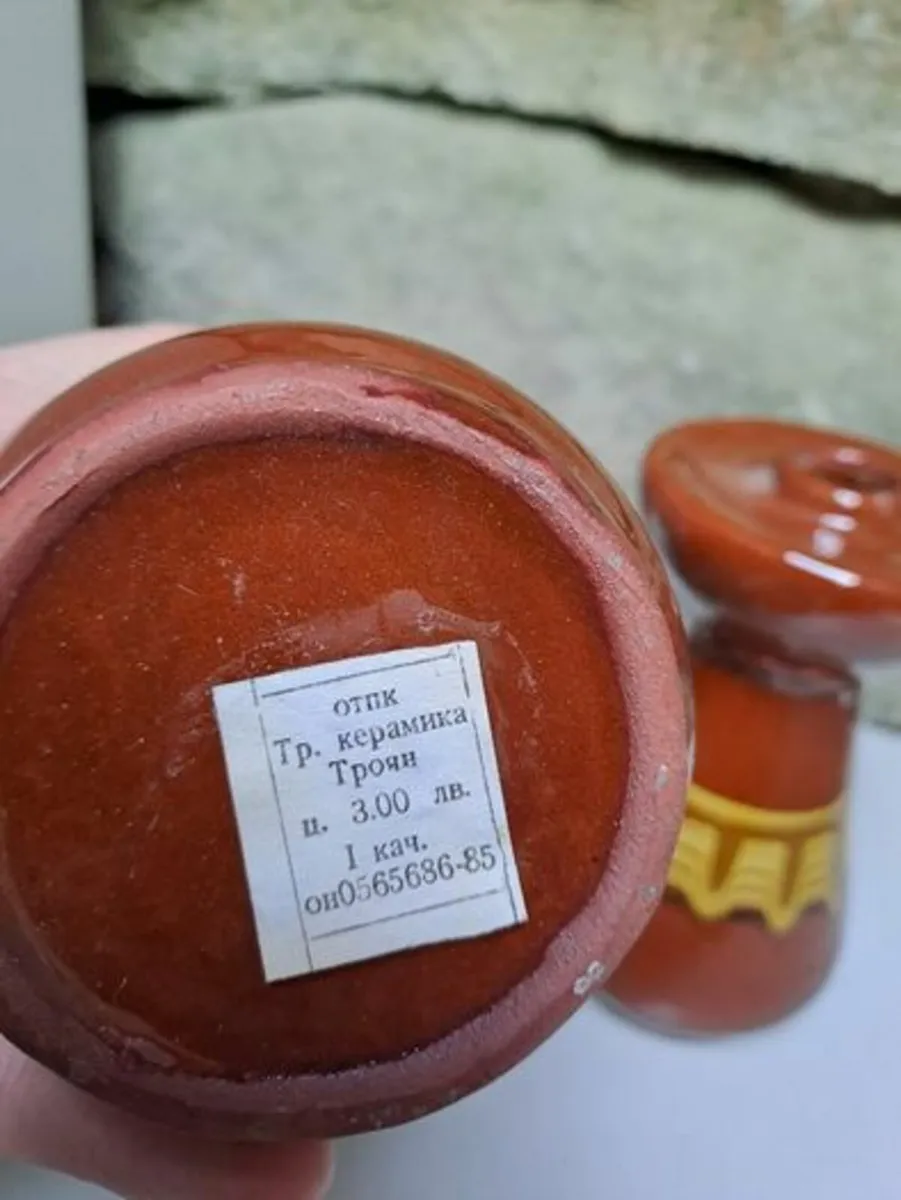 отпк
Тр. керамика
Троян
ц. 3.00 лв.
I кач.
он0565686-85